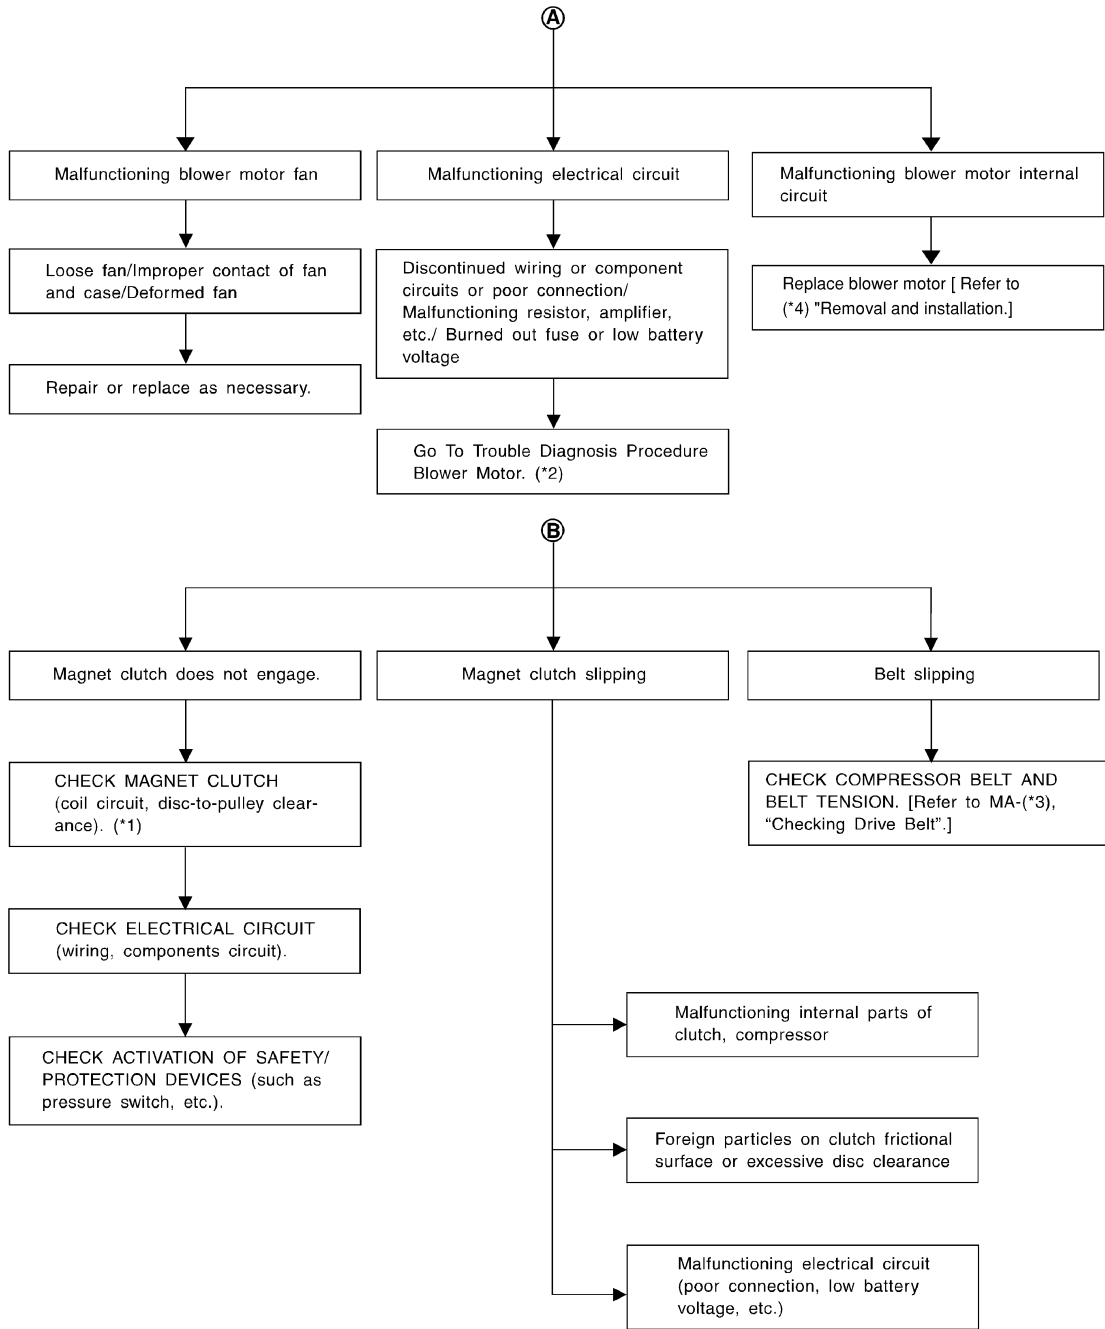 A
Malfunctioning blower motor fan
Malfunctioning electrical circuit
Malfunctioning blower motor internal
circuit
Loose fan/Improper contact of fan
and case/Deformed fan
Discontinued wiring or component
circuits or poor connection/
Malfunctioning resistor, amplifier,
etc./ Burned out fuse or low battery
voltage
Replace blower motor [ Refer to
(*4) "Removal and installation.]
Repair or replace as necessary.
Go To Trouble Diagnosis Procedure
Blower Motor. (*2)
B
Magnet clutch does not engage.
Magnet clutch slipping
Belt slipping
CHECK MAGNET CLUTCH
(coil circuit, disc-to-pulley clear-
ance). (*1)
CHECK COMPRESSOR BELT AND
BELT TENSION. [Refer to MA-(*3),
“Checking Drive Belt”.]
CHECK ELECTRICAL CIRCUIT
(wiring, components circuit).
CHECK ACTIVATION OF SAFETY/
PROTECTION DEVICES (such as
pressure switch, etc.).
Malfunctioning internal parts of
clutch, compressor
Foreign particles on clutch frictional
surface or excessive disc clearance
Malfunctioning electrical circuit
(poor connection, low battery
voltage, etc.)